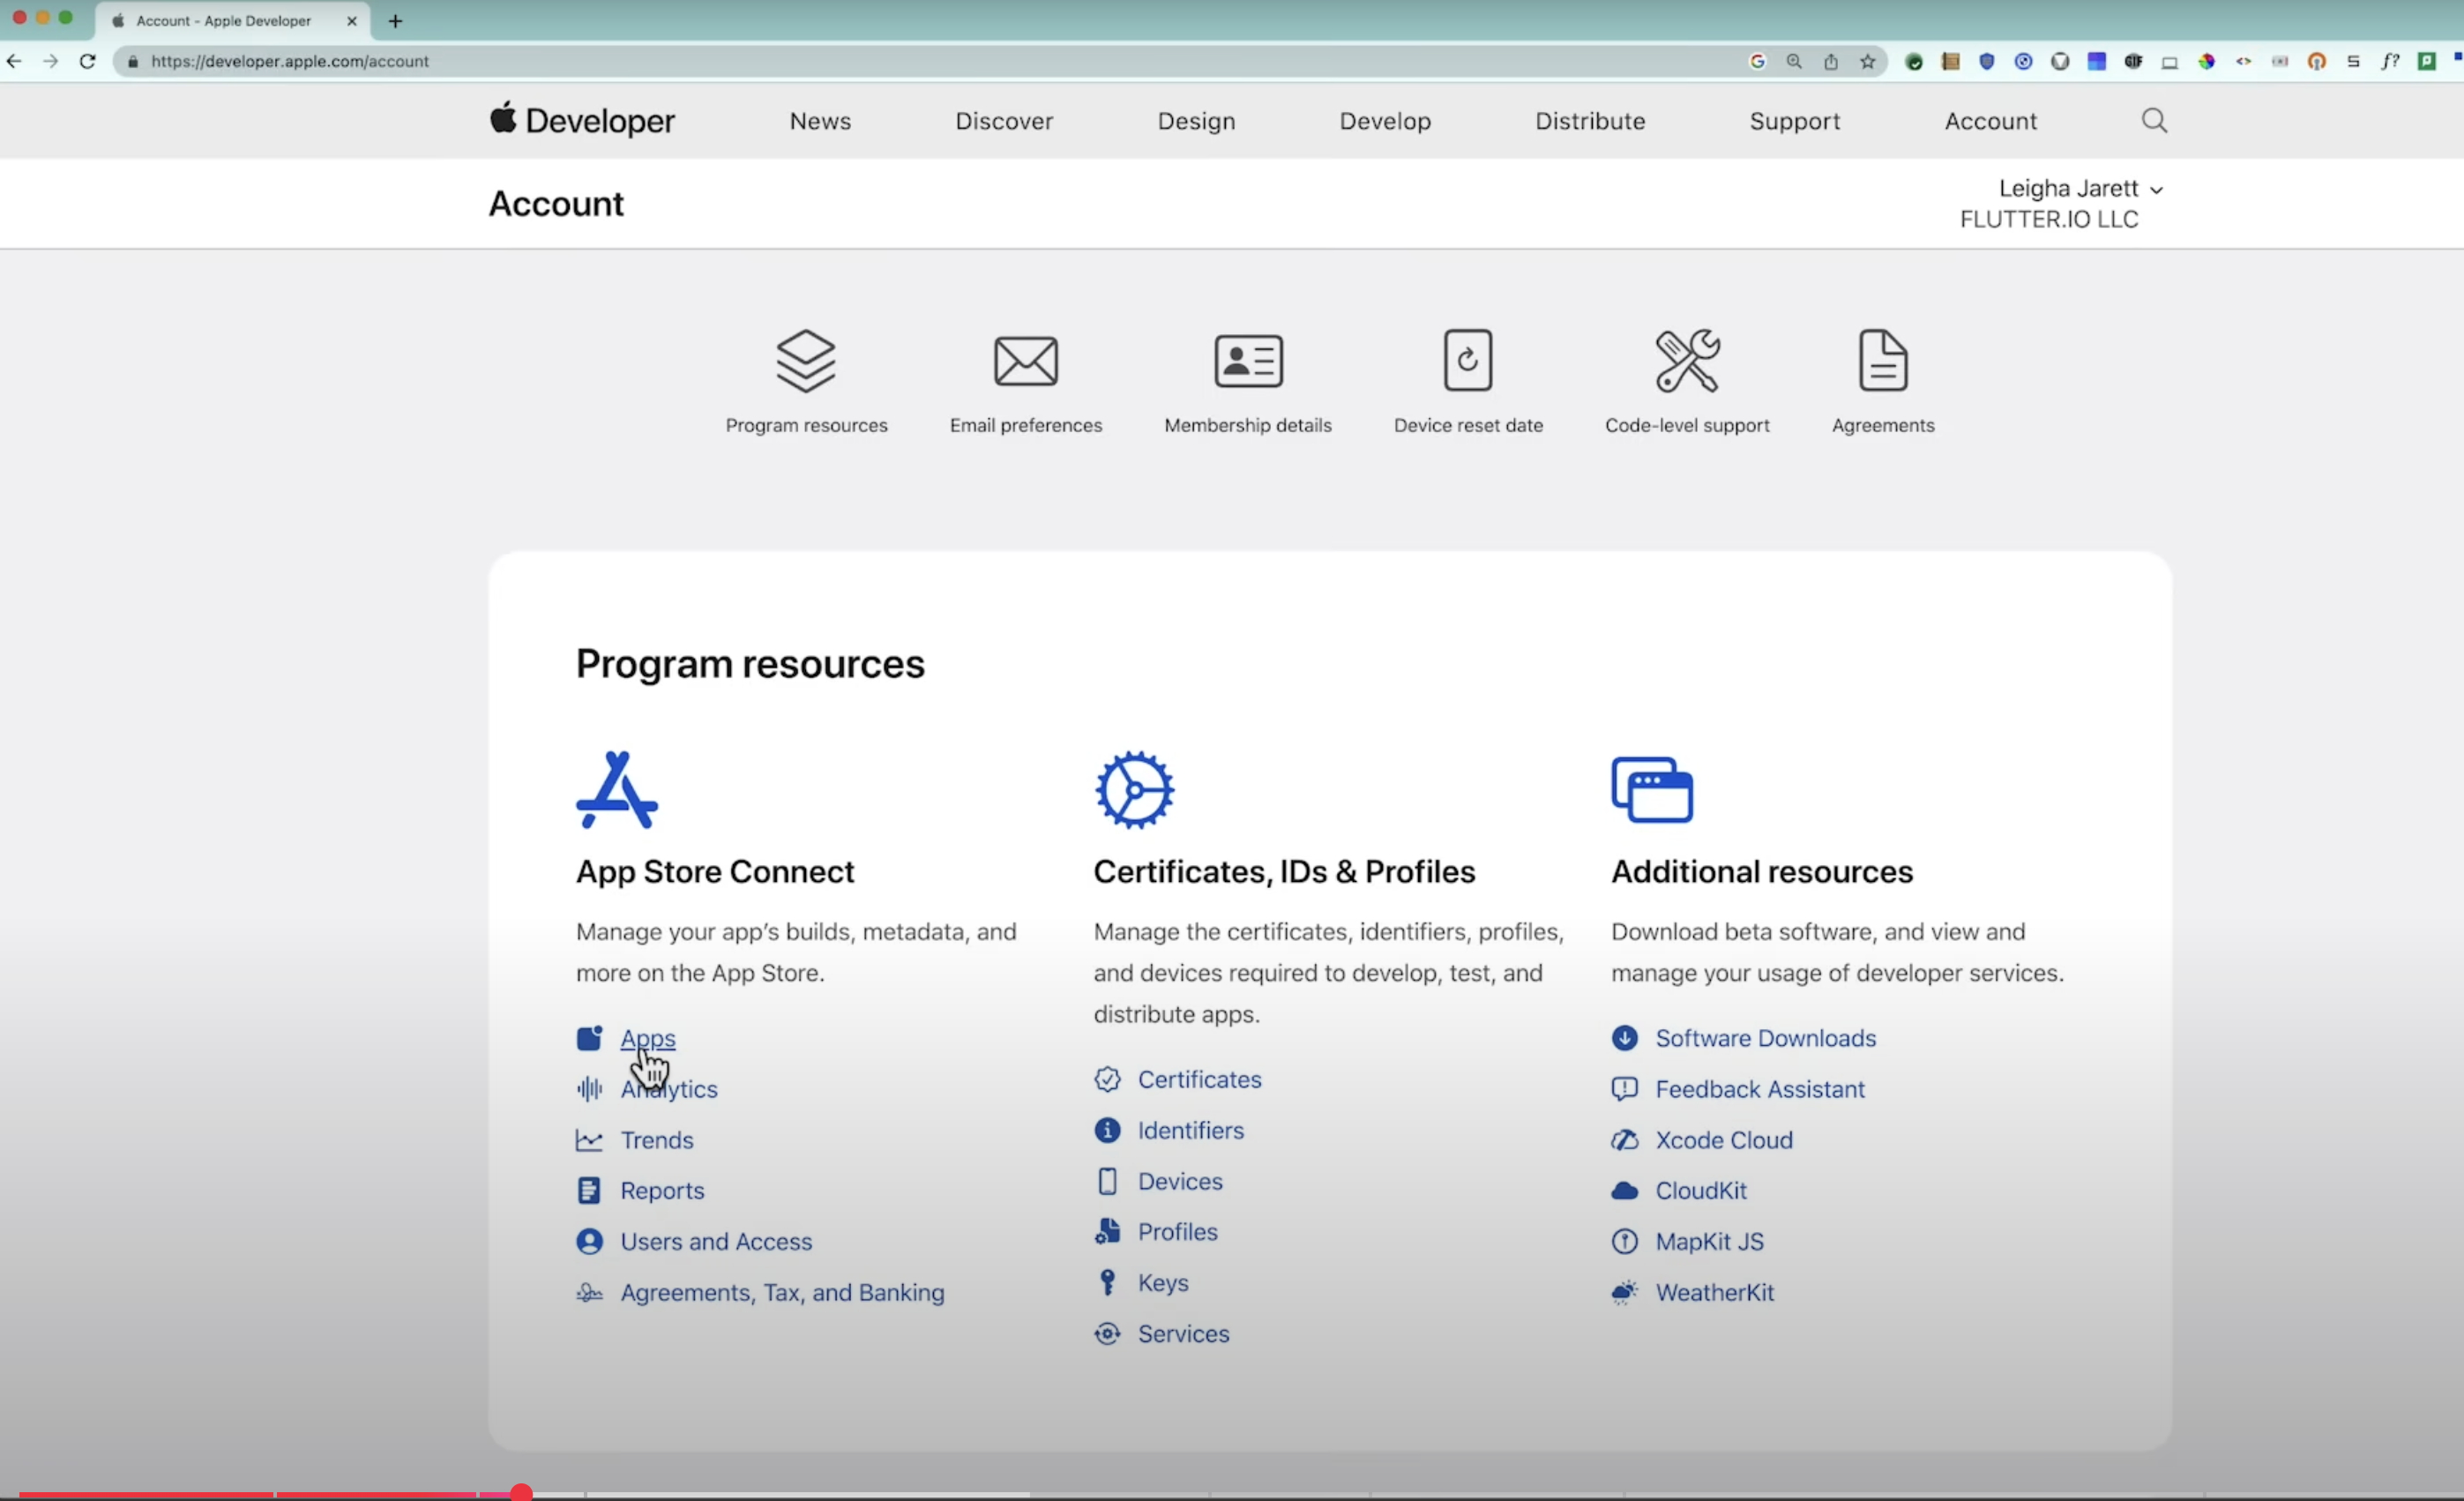 Account - Apple Developer
https://developer.apple.com/account
Developer
News
Discover
Design
Develop
Distribute
Support
Account
Account
Leigha Jarett
FLUTTER.IO LLC
Program resources
Email preferences
Membership details
Device reset date
Code-level support
Agreements
Program resources
App Store Connect
Manage your app's builds, metadata, and
more on the App Store.
Apps
Analytics
Trends
Reports
Users and Access
Agreements, Tax, and Banking
Certificates, IDs & Profiles
Manage the certificates, identifiers, profiles,
and devices required to develop, test, and
distribute apps.
Certificates
Identifiers
Devices
Profiles
Keys
Services
Additional resources
Download beta software, and view and
manage your usage of developer services.
Software Downloads
Feedback Assistant
Xcode Cloud
CloudKit
MapKit JS
WeatherKit